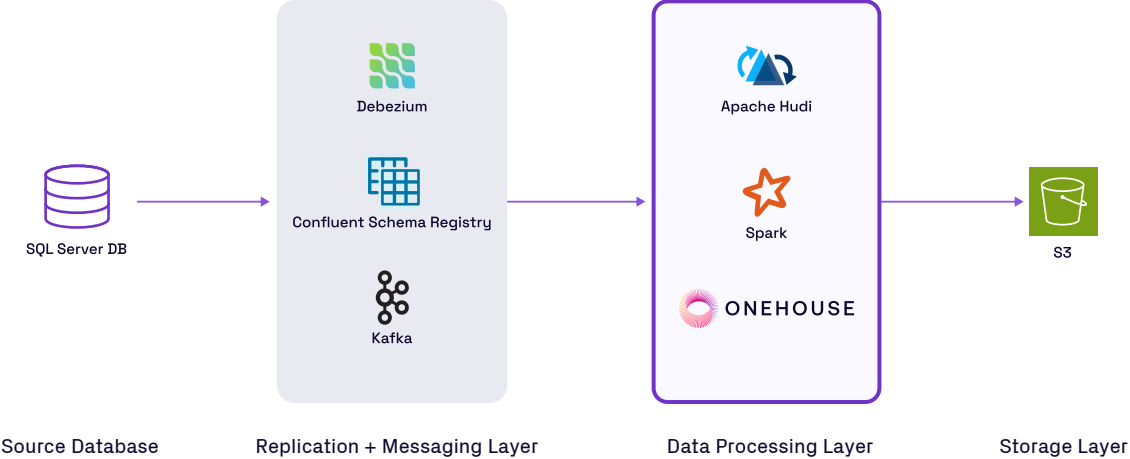 SQL Server DB
Source Database
Debezium
Confluent Schema Registry
Kafka
Replication + Messaging Layer
Apache Hudi
Spark
ONEHOUSE
Data Processing Layer
S3
Storage Layer